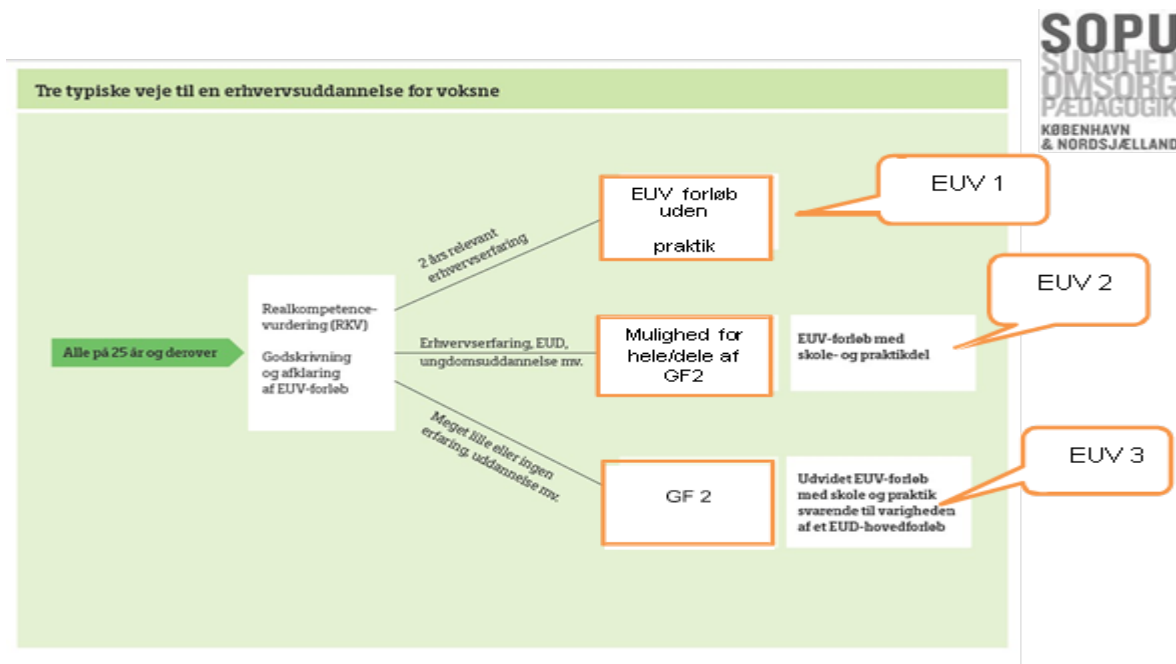 SOPU
SUNDHED
OMSORG
PÆDAGOGIK
KØBENHAVN
& NORDSJÆLLAND
Tre typiske veje til en erhvervsuddannelse for voksne
Alle på 25 år og derover
Realkompetence-
vurdering (RKV)
Godskrivning
og afklaring
af EUV-forløb
2 års relevant
erhvervserfaring
EUV forløb
uden
praktik
EUV 1
Erhvervserfaring, EUD,
ungdomsuddannelse mv.
Mulighed for
hele/dele af
GF2
EUV-forløb med
skole- og praktikdel
EUV 2
Meget lille eller ingen
erfaring, uddannelse mv.
GF 2
Udvidet EUV-forløb
med skole og praktik
svarende til varigheden
af et EUD-hovedforløb
EUV 3